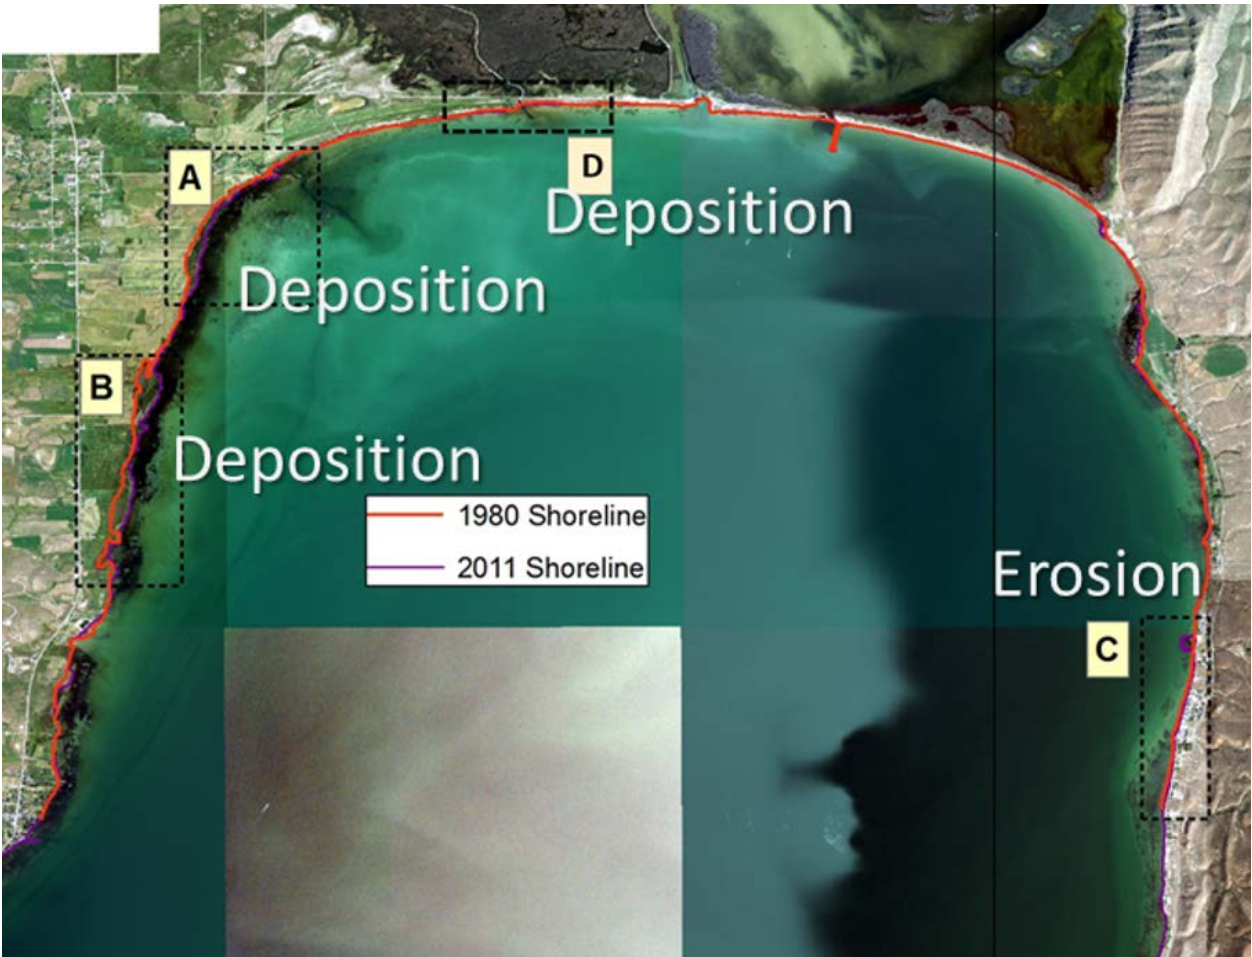 A
D
Deposition
Deposition
B
Deposition
1980 Shoreline
2011 Shoreline
Erosion
C